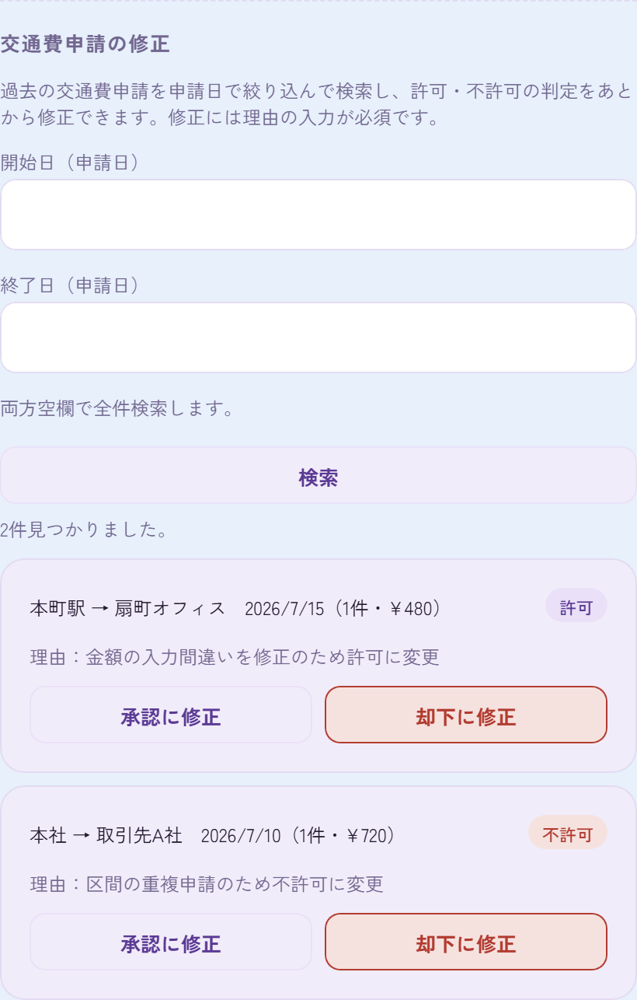 交通費申請の修正
過去の交通費申請を申請日で絞り込んで検索し、許可・不許可の判定をあと
から修正できます。修正には理由の入力が必須です。
開始日（申請日）
終了日（申請日）
両方空欄で全件検索します。
検索
2件見つかりました。
本町駅 → 扇町オフィス　2026/7/15（1件・￥480）
許可
理由：金額の入力間違いを修正のため許可に変更
承認に修正
却下に修正
本社 → 取引先A社　2026/7/10（1件・￥720）
不許可
理由：区間の重複申請のため不許可に変更
承認に修正
却下に修正